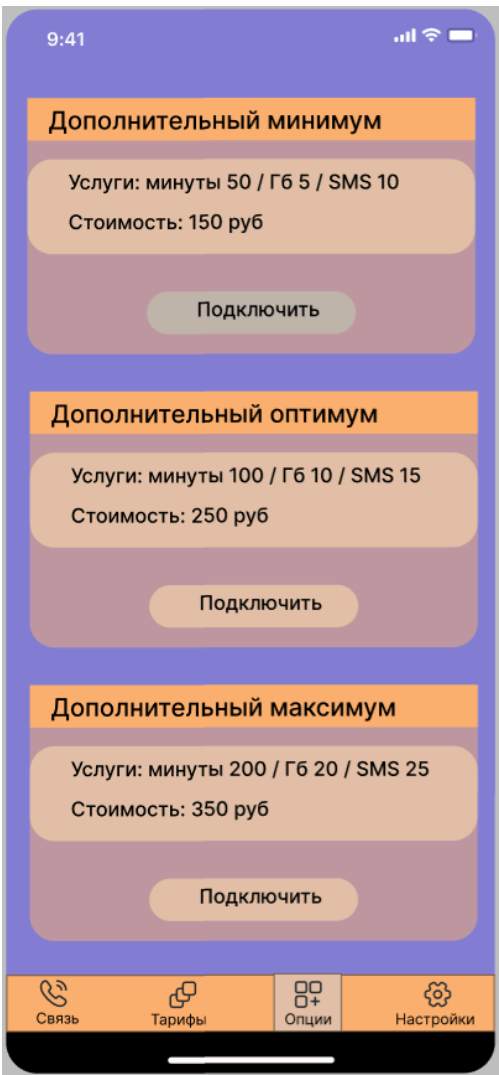 9:41
Дополнительный минимум
Услуги: минуты 50 / Гб 5 / SMS 10
Стоимость: 150 руб
Подключить
Дополнительный оптимум
Услуги: минуты 100 / Гб 10 / SMS 15
Стоимость: 250 руб
Подключить
Дополнительный максимум
Услуги: минуты 200 / Гб 20 / SMS 25
Стоимость: 350 руб
Подключить
Связь Тарифы Опции Настройки